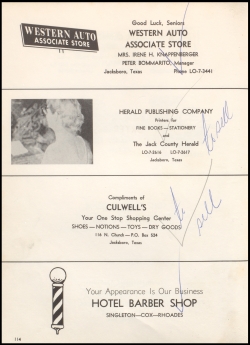 WESTERN AUTO
ASSOCIATE STORE
Good Luck, Seniors
WESTERN AUTO
ASSOCIATE STORE
MRS. IRENE H. KNAPFENBERGER
PETER BOMMARITO, Manager
Jacksboro, Texas Phone LO-7-3441
HERALD PUBLISHING COMPANY
Printers for
FINE BOOKS—STATIONERY
and
The Jack County Herald
LO-7-2616 LO-7-2617
Jacksboro, Texas
Compliments of
CULWELL'S
Your One Stop Shopping Center
SHOES—NOTIONS—TOYS—DRY GOODS
116 N. Church—P.O. Box 534
Jacksboro, Texas
Your Appearance Is Our Business
HOTEL BARBER SHOP
SINGLETON—COX—RHOADES
114